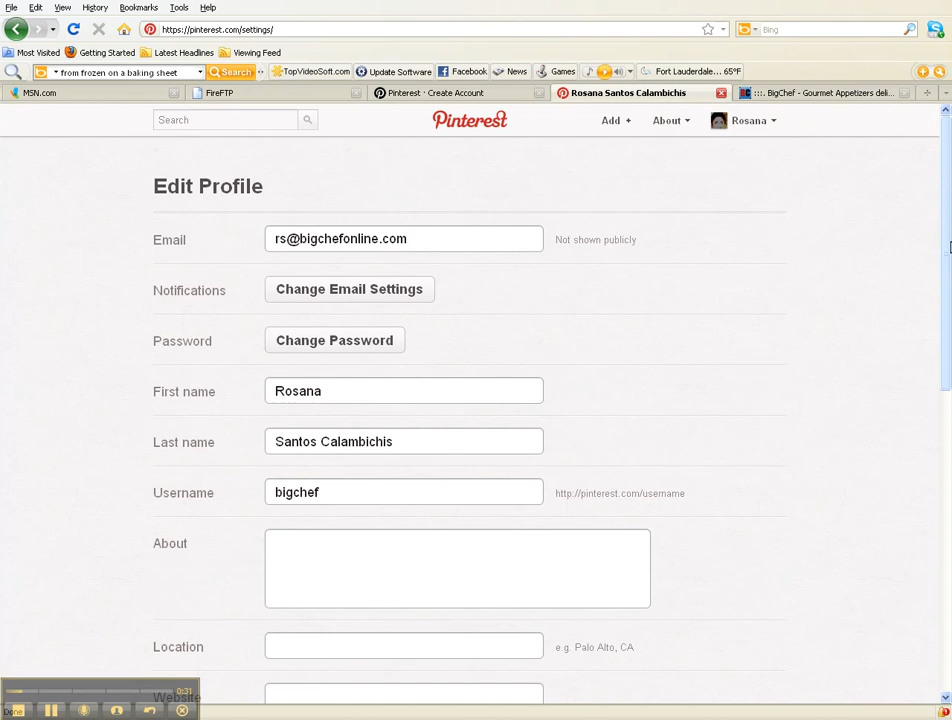 File Edit View History Bookmarks Tools Help
https://pinterest.com/settings/
Bing
Most Visited Getting Started Latest Headlines Viewing Feed
from frozen on a baking sheet Search TopVideoSoft.com Update Software Facebook News Games Fort Lauderdale... 65°F
MSN.com FireFTP Pinterest · Create Account Rosana Santos Calambichis :::. BigChef - Gourmet Appetizers deli...
Search Pinterest Add + About Rosana
Edit Profile
Email rs@bigchefonline.com Not shown publicly
Notifications Change Email Settings
Password Change Password
First name Rosana
Last name Santos Calambichis
Username bigchef http://pinterest.com/username
About
Location e.g. Palo Alto, CA
Website
0:31
Done